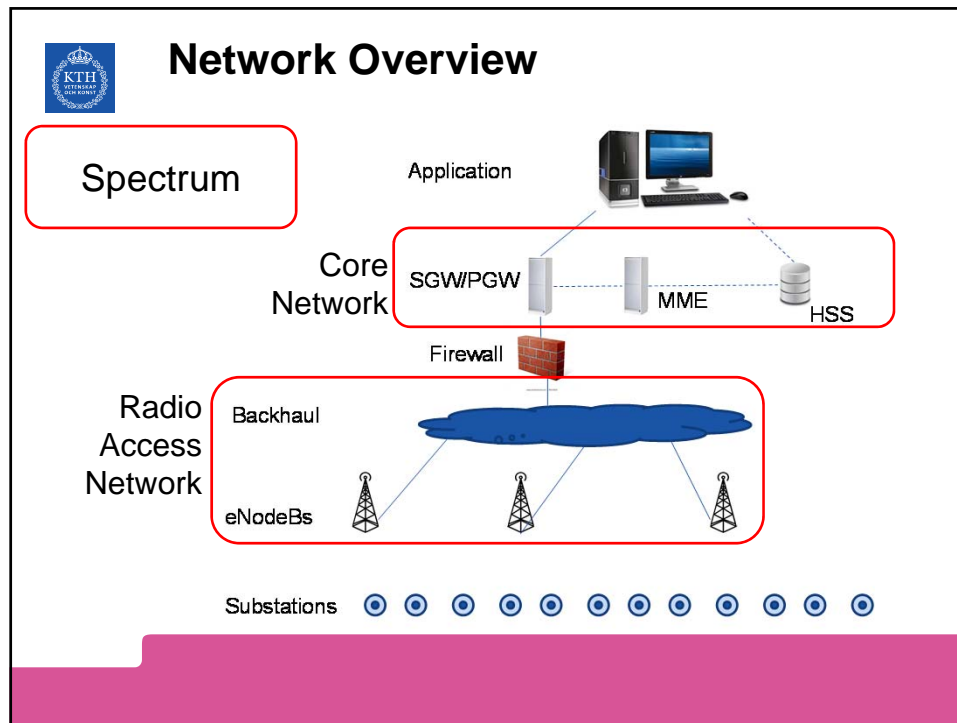 Network Overview
KTH
VETENSKAP
OCH KONST
Spectrum
Application
Core
Network
SGW/PGW
MME
HSS
Firewall
Radio
Access
Network
Backhaul
eNodeBs
Substations